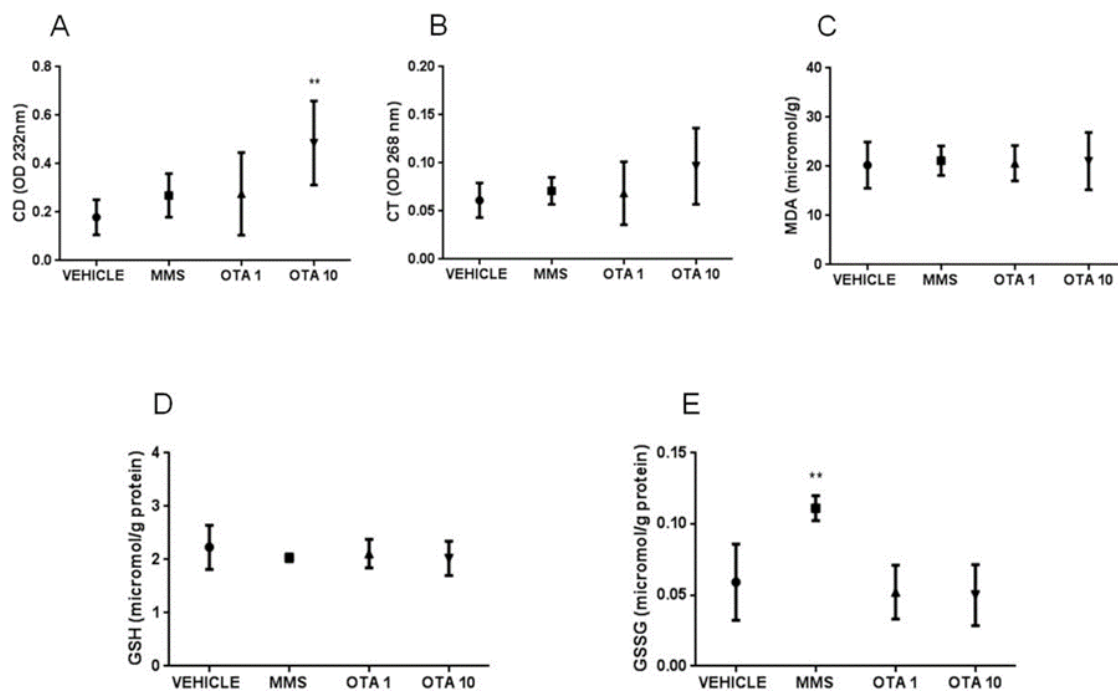 A
CD (OD 232nm)
0.8
0.6
0.4
0.2
0.0
**
VEHICLE MMS OTA 1 OTA 10
B
CT (OD 268 nm)
0.20
0.15
0.10
0.05
0.00
VEHICLE MMS OTA 1 OTA 10
C
MDA (micromol/g)
40
30
20
10
0
VEHICLE MMS OTA 1 OTA 10
D
GSH (micromol/g protein)
4
3
2
1
0
VEHICLE MMS OTA 1 OTA 10
E
GSSG (micromol/g protein)
0.15
0.10
0.05
0.00
**
VEHICLE MMS OTA 1 OTA 10